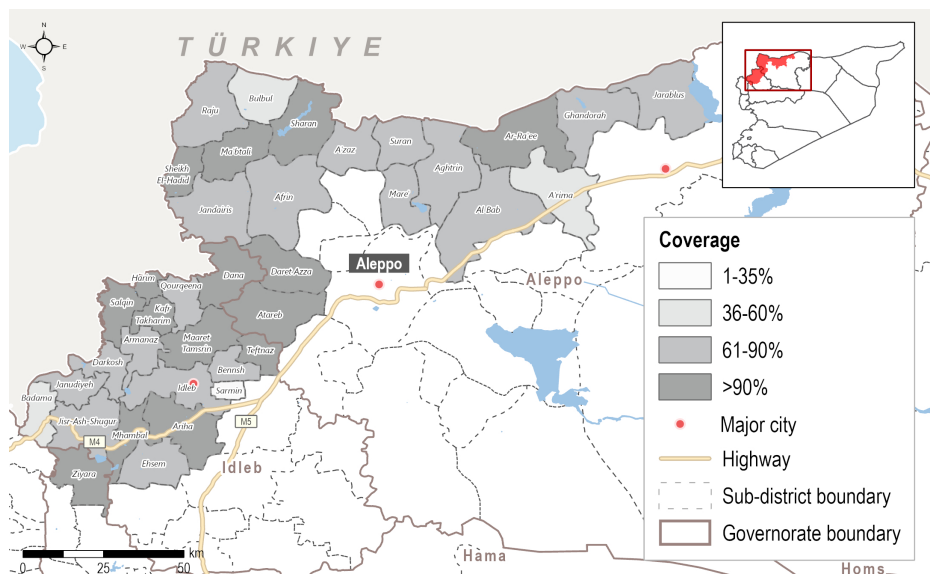 N
W
E
S
TÜRKIYE
Raju
Bulbul
Sharan
Jarablus
Ghandorah
Ar-Ra'ee
Ma'btali
A'zaz
Suran
Aghtrin
Sheikh
El-Hadid
Afrin
Mare'
A'rima
Jandairis
Al Bab
Aleppo
Aleppo
Dana
Daret Azza
Harim
Qourqeena
Salqin
Kafr
Takharim
Atareb
Armanaz
Maaret
Tamsrin
Teftnaz
Darkosh
Bennsh
Janudiyeh
Idleb
Sarmin
Badama
Jisr-Ash-Shugur
Mhambal
Ariha
M5
M4
Ehsem
Ziyara
Idleb
Hama
Homs
km
0
25
50
Coverage
1-35%
36-60%
61-90%
>90%
Major city
Highway
Sub-district boundary
Governorate boundary